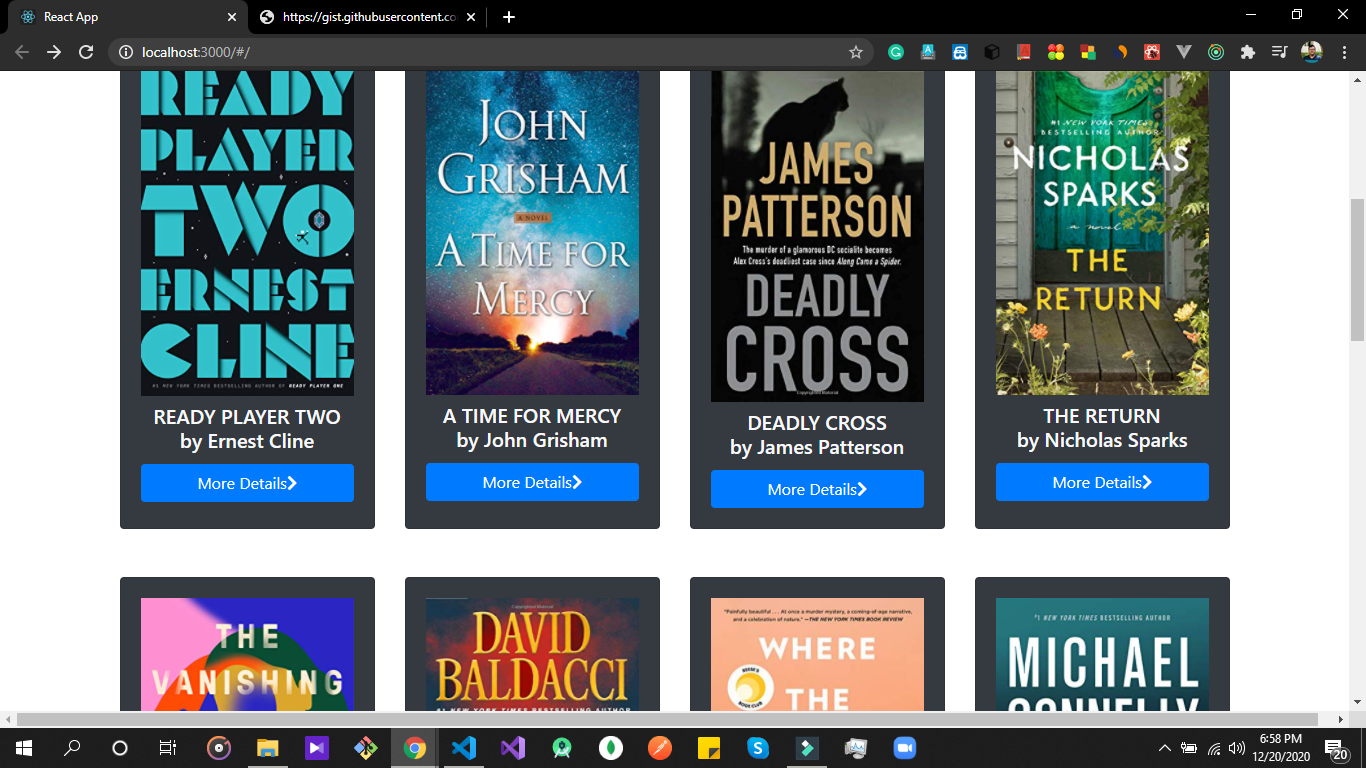 React App
https://gist.githubusercontent.co
localhost:3000/#/
READY
PLAYER
TWO
ERNEST
CLINE
#1 NEW YORK TIMES BESTSELLING AUTHOR OF READY PLAYER ONE
READY PLAYER TWO
by Ernest Cline
More Details
JOHN
GRISHAM
A NOVEL
A TIME FOR
MERCY
A TIME FOR MERCY
by John Grisham
More Details
JAMES
PATTERSON
The murder of a glamorous DC socialite becomes
Alex Cross's deadliest case since Along Came a Spider.
DEADLY
CROSS
Copyrighted Material
DEADLY CROSS
by James Patterson
More Details
#1 NEW YORK TIMES
BESTSELLING AUTHOR
NICHOLAS
SPARKS
a novel
THE
RETURN
THE RETURN
by Nicholas Sparks
More Details
THE
VANISHING
Copyrighted Material
DAVID
BALDACCI
#1 NEW YORK TIMES BESTSELLING AUTHOR
"Painfully beautiful . . . At once a murder mystery, a coming-of-age narrative,
and a celebration of nature." —THE NEW YORK TIMES BOOK REVIEW
WHERE
REESE'S
BOOK CLUB
THE
#1 NEW YORK TIMES BESTSELLING AUTHOR
MICHAEL
CONNELLY
6:58 PM
12/20/2020
20